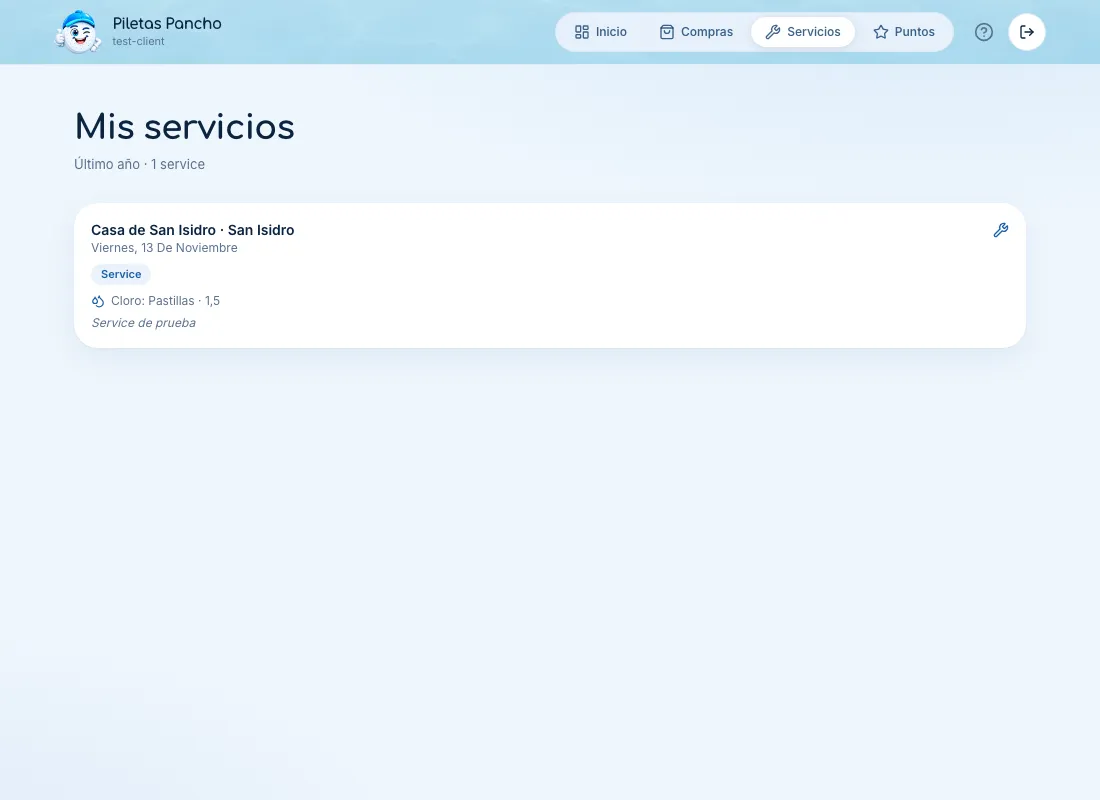 Piletas Pancho
test-client
Inicio
Compras
Servicios
Puntos
Mis servicios
Último año · 1 service
Casa de San Isidro · San Isidro
Viernes, 13 De Noviembre
Service
Cloro: Pastillas · 1,5
Service de prueba